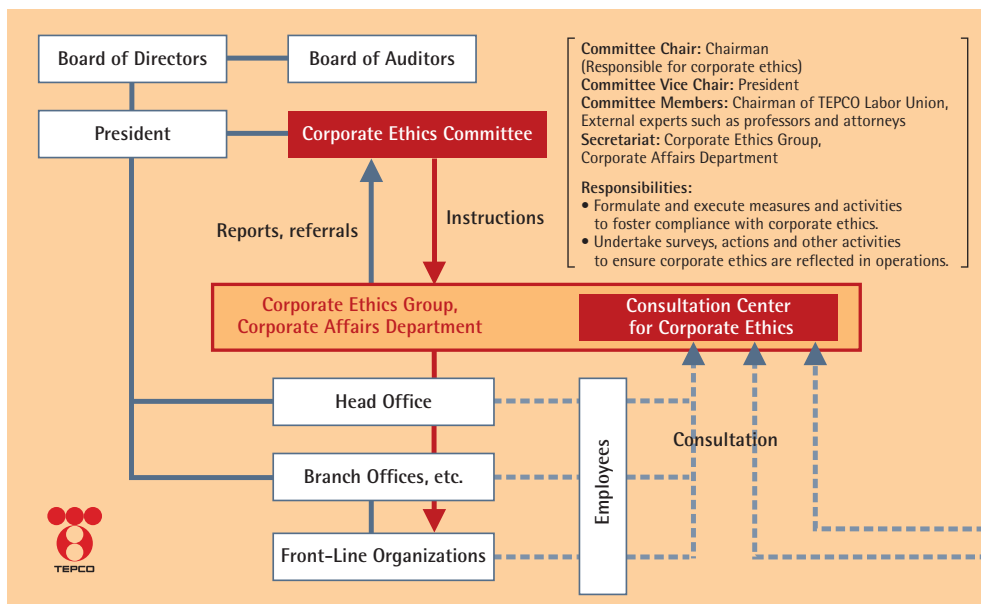 Board of Directors
Board of Auditors
Committee Chair: Chairman
(Responsible for corporate ethics)
Committee Vice Chair: President
Committee Members: Chairman of TEPCO Labor Union,
External experts such as professors and attorneys
Secretariat: Corporate Ethics Group,
Corporate Affairs Department
Responsibilities:
• Formulate and execute measures and activities
to foster compliance with corporate ethics.
• Undertake surveys, actions and other activities
to ensure corporate ethics are reflected in operations.
President
Corporate Ethics Committee
Reports, referrals
Instructions
Corporate Ethics Group,
Corporate Affairs Department
Consultation Center
for Corporate Ethics
Head Office
Branch Offices, etc.
Front-Line Organizations
Employees
Consultation
TEPCO